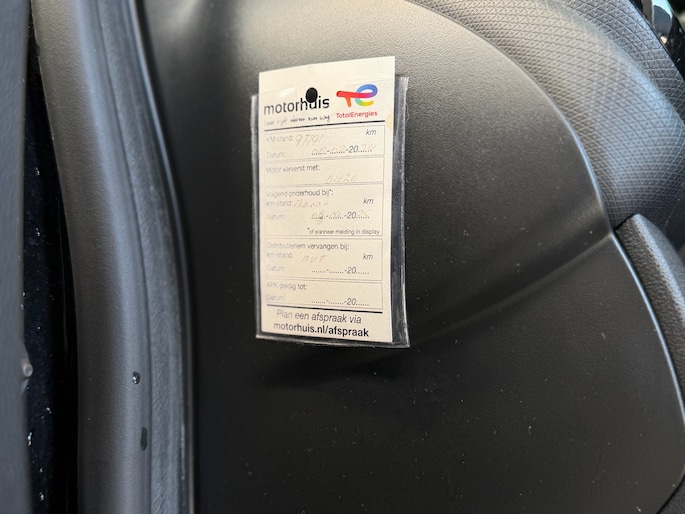 motorhuis
TotalEnergies
KM stand: km
Datum: ......-......-20......
Motor ververst met:
Volgend onderhoud bij*:
km stand: km
Datum: ......-......-20......
*of wanneer melding in display
Distributieriem vervangen bij:
km stand: nvt km
Datum: ......-......-20......
APK geldig tot:
Datum: ......-......-20......
Plan een afspraak via
motorhuis.nl/afspraak